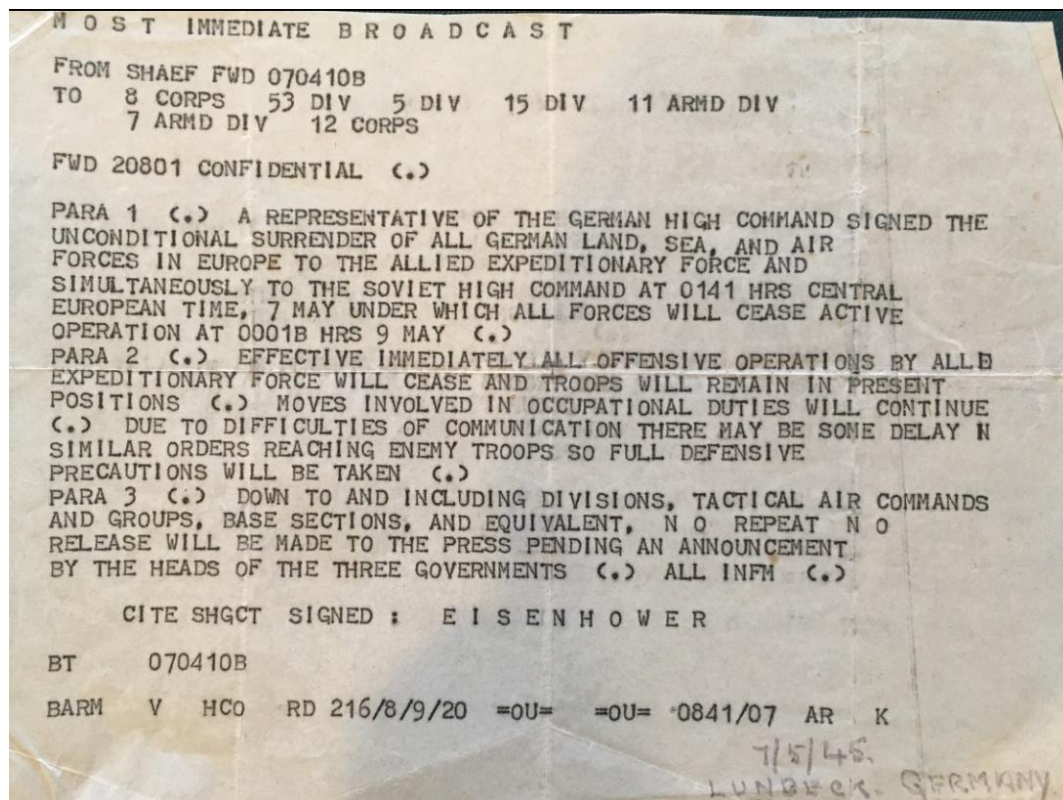 MOST IMMEDIATE BROADCAST
FROM SHAEF FWD 070410B
TO 8 CORPS 53 DIV 5 DIV 15 DIV 11 ARMD DIV
7 ARMD DIV 12 CORPS
FWD 20801 CONFIDENTIAL (.)
PARA 1 (.) A REPRESENTATIVE OF THE GERMAN HIGH COMMAND SIGNED THE
UNCONDITIONAL SURRENDER OF ALL GERMAN LAND, SEA, AND AIR
FORCES IN EUROPE TO THE ALLIED EXPEDITIONARY FORCE AND
SIMULTANEOUSLY TO THE SOVIET HIGH COMMAND AT 0141 HRS CENTRAL
EUROPEAN TIME, 7 MAY UNDER WHICH ALL FORCES WILL CEASE ACTIVE
OPERATION AT 0001B HRS 9 MAY (.)
PARA 2 (.) EFFECTIVE IMMEDIATELY ALL OFFENSIVE OPERATIONS BY ALLD
EXPEDITIONARY FORCE WILL CEASE AND TROOPS WILL REMAIN IN PRESENT
POSITIONS (.) MOVES INVOLVED IN OCCUPATIONAL DUTIES WILL CONTINUE
(.) DUE TO DIFFICULTIES OF COMMUNICATION THERE MAY BE SOME DELAY N
SIMILAR ORDERS REACHING ENEMY TROOPS SO FULL DEFENSIVE
PRECAUTIONS WILL BE TAKEN (.)
PARA 3 (.) DOWN TO AND INCLUDING DIVISIONS, TACTICAL AIR COMMANDS
AND GROUPS, BASE SECTIONS, AND EQUIVALENT, N O REPEAT N O
RELEASE WILL BE MADE TO THE PRESS PENDING AN ANNOUNCEMENT
BY THE HEADS OF THE THREE GOVERNMENTS (.) ALL INFM (.)
CITE SHGCT SIGNED : E I S E N H O W E R
BT 070410B
BARM V HCO RD 216/8/9/20 =OU= =OU= 0841/07 AR K
7/5/45.
LUNBECK. GERMANY